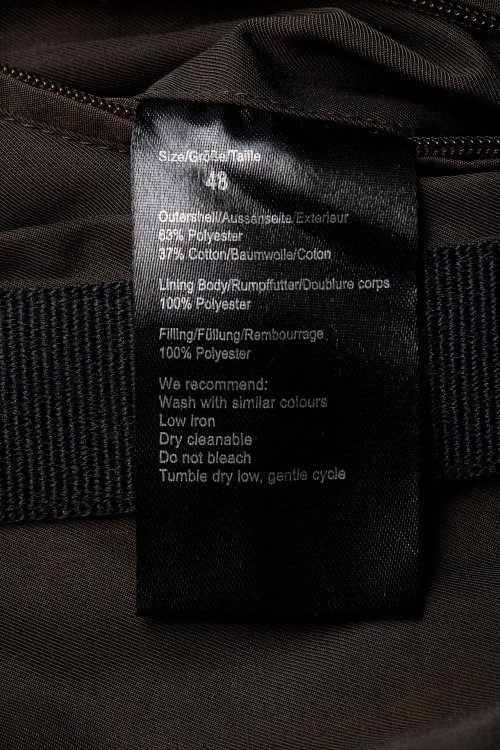 Size/Größe/Taille
48
Outershell/Aussenseite/Exterieur
63% Polyester
37% Cotton/Baumwolle/Coton
Lining Body/Rumpffutter/Doublure corps
100% Polyester
Filling/Füllung/Rembourrage
100% Polyester
We recommend:
Wash with similar colours
Low iron
Dry cleanable
Do not bleach
Tumble dry low, gentle cycle